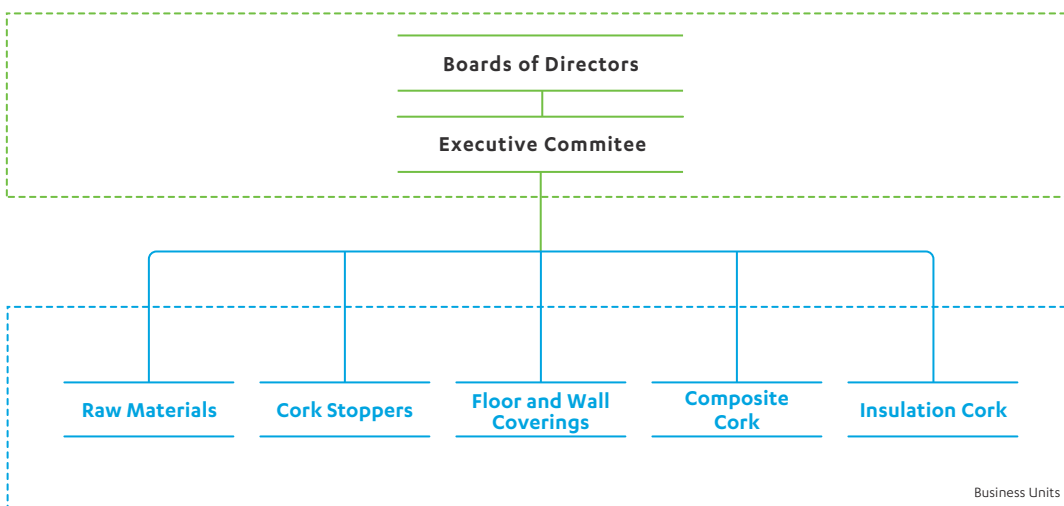 Boards of Directors
Executive Commitee
Raw Materials
Cork Stoppers
Floor and Wall
Coverings
Composite
Cork
Insulation Cork
Business Units